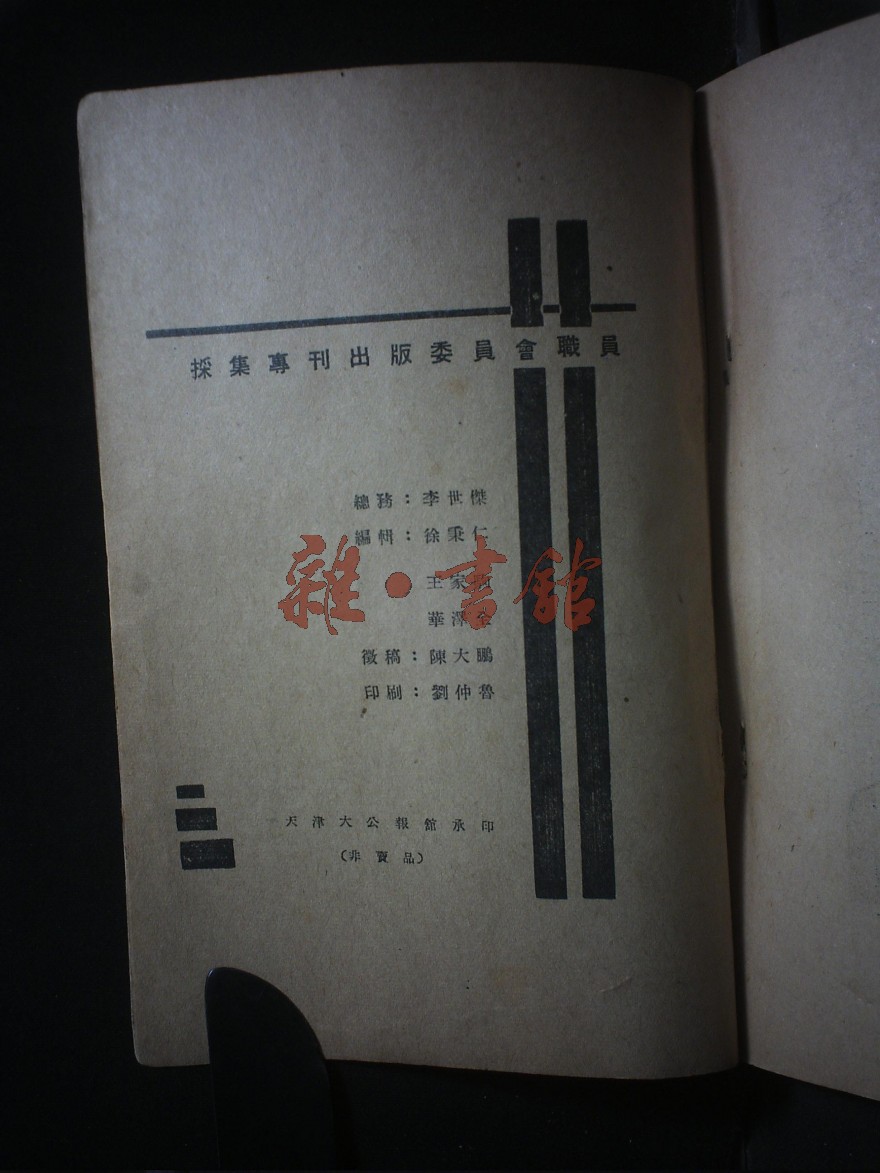 採集專刊出版委員會職員
總務：李世傑
編輯：徐秉仁
王家
華澤全
徵稿：陳大鵬
印刷：劉仲魯
雜·書館
天津大公報館承印
（非賣品）